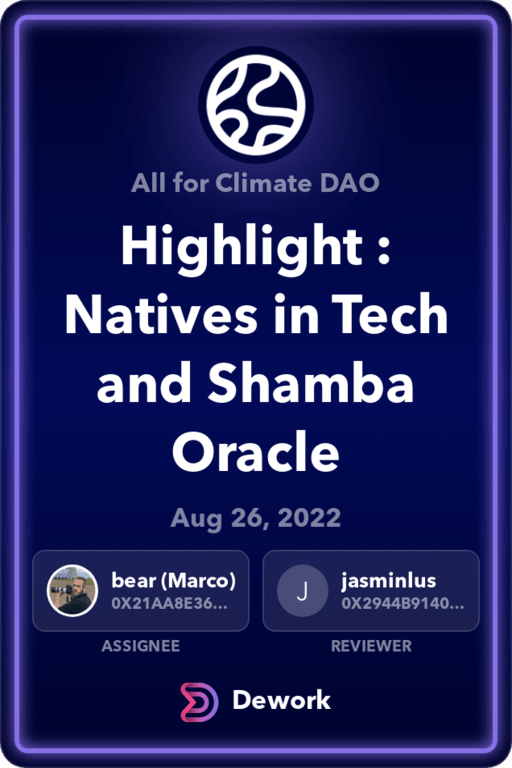 All for Climate DAO
Highlight :
Natives in Tech
and Shamba
Oracle
Aug 26, 2022
bear (Marco)
0X21AA8E36...
ASSIGNEE
J
jasminlus
0X2944B9140...
REVIEWER
Dework